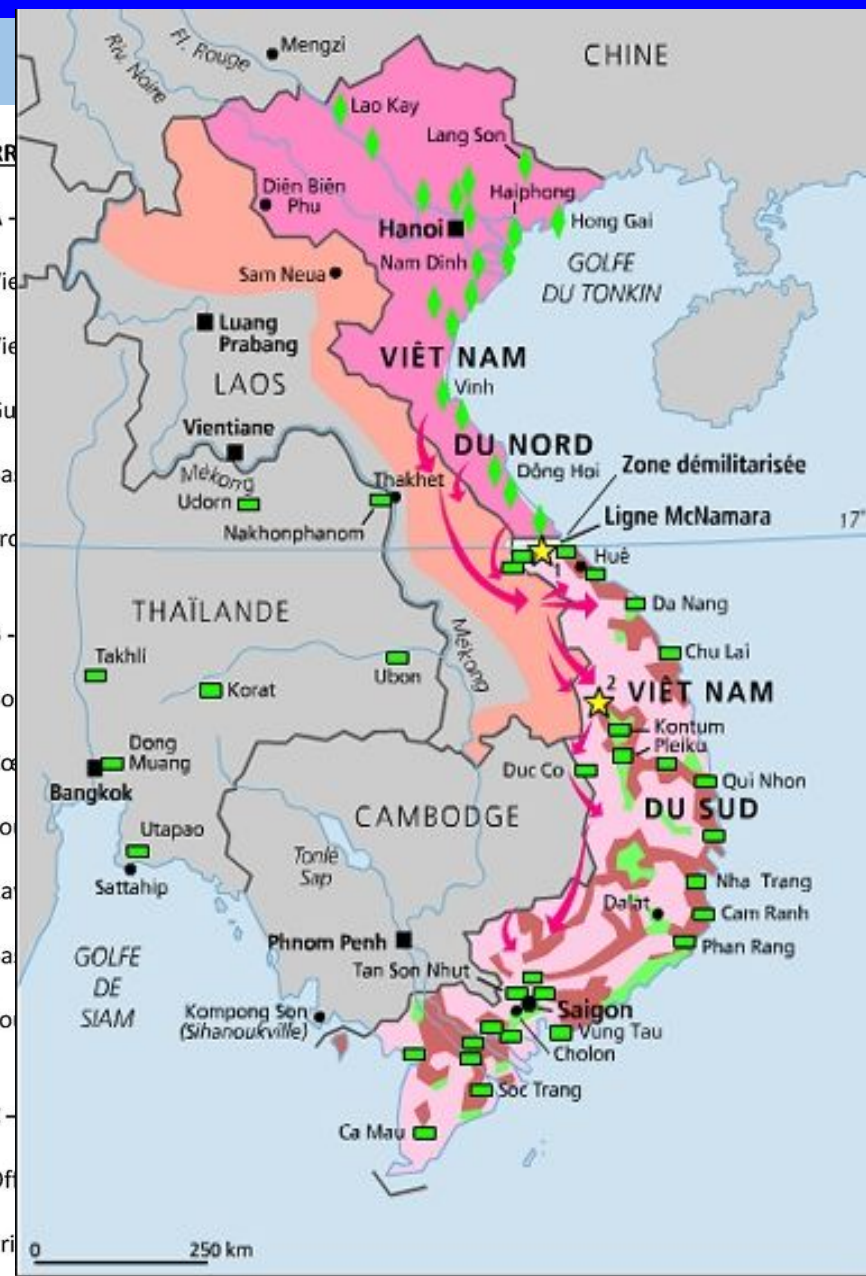 Mengzi
Fl. Rouge
Riv. Noire
CHINE
Lao Kay
Lang Son
Diên Biên
Phu
Haiphong
Hanoi
Hong Gai
Nam Dinh
GOLFE
DU TONKIN
Sam Neua
Luang
Prabang
VIÊT NAM
LAOS
Vinh
Vientiane
DU NORD
Mékong
Zone démilitarisée
Dông Hoi
Thakhet
Udorn
Nakhonphanom
Ligne McNamara
17°
1
Huê
THAÏLANDE
Da Nang
Mékong
Chu Lai
Takhli
Ubon
Korat
2
VIÊT NAM
Kontum
Pleiku
Dong
Muang
Duc Co
Bangkok
Qui Nhon
CAMBODGE
DU SUD
Utapao
Tonlé
Sap
Sattahip
Nha Trang
Dalat
Cam Ranh
Phnom Penh
Phan Rang
GOLFE
DE
SIAM
Tan Son Nhut
Kompong Son
(Sihanoukville)
Saigon
Vung Tau
Cholon
Soc Trang
Ca Mau
0 250 km